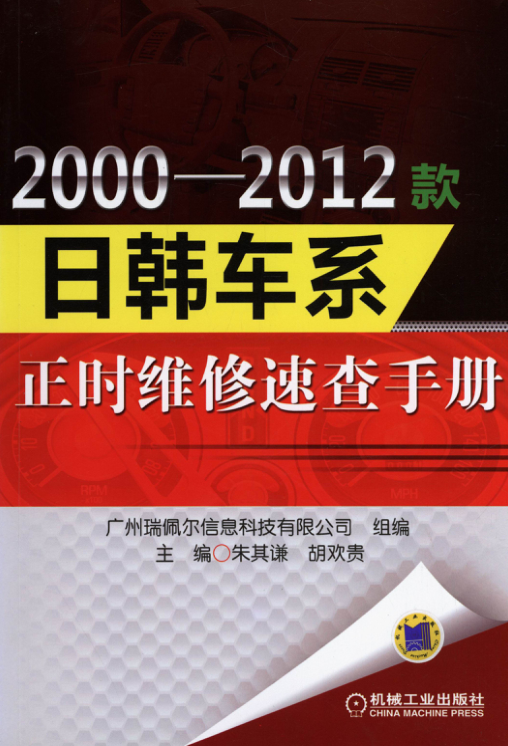 2000—2012款
日韩车系
正时维修速查手册
RPM
MPH
广州瑞佩尔信息科技有限公司 组编
主 编○朱其谦 胡欢贵
机械工业出版社
CHINA MACHINE PRESS